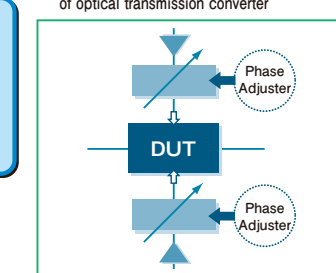 of optical transmission converter
Phase
Adjuster
DUT
Phase
Adjuster